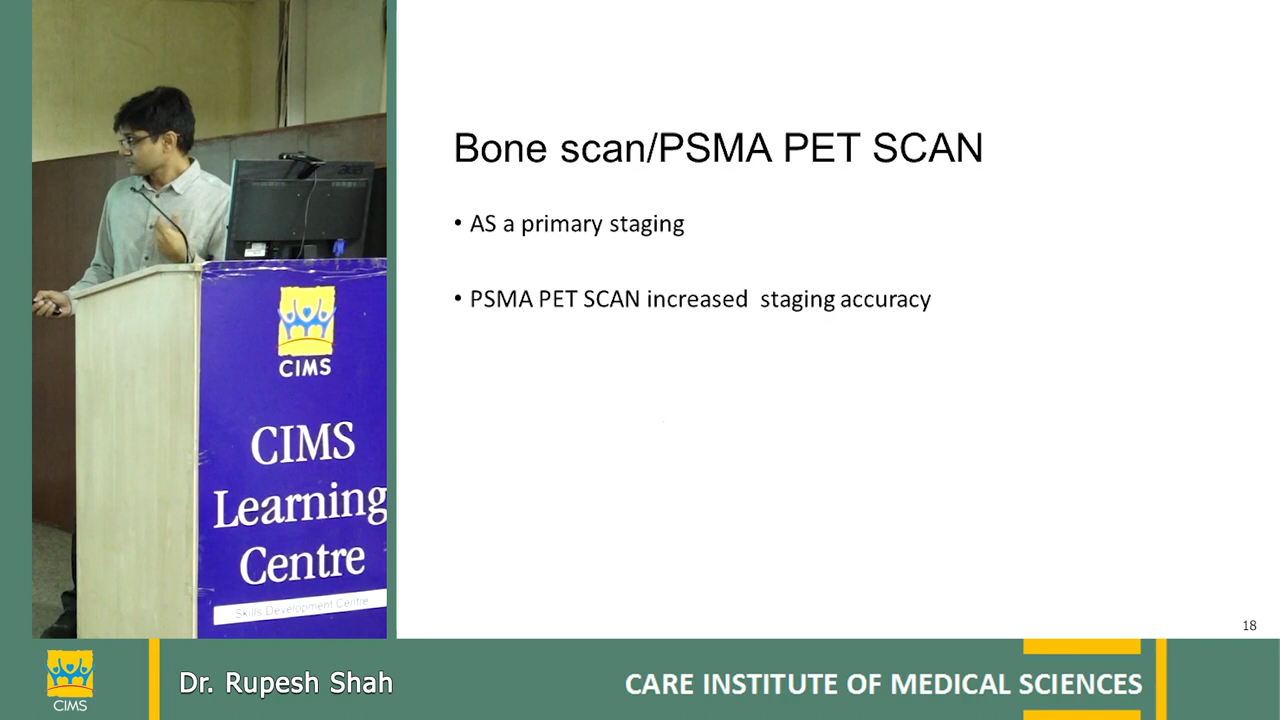 Bone scan/PSMA PET SCAN
• AS a primary staging
• PSMA PET SCAN increased staging accuracy
18
acer
CIMS
CIMS
Learning
Centre
Skills Development Centre
CIMS
Dr. Rupesh Shah
CARE INSTITUTE OF MEDICAL SCIENCES